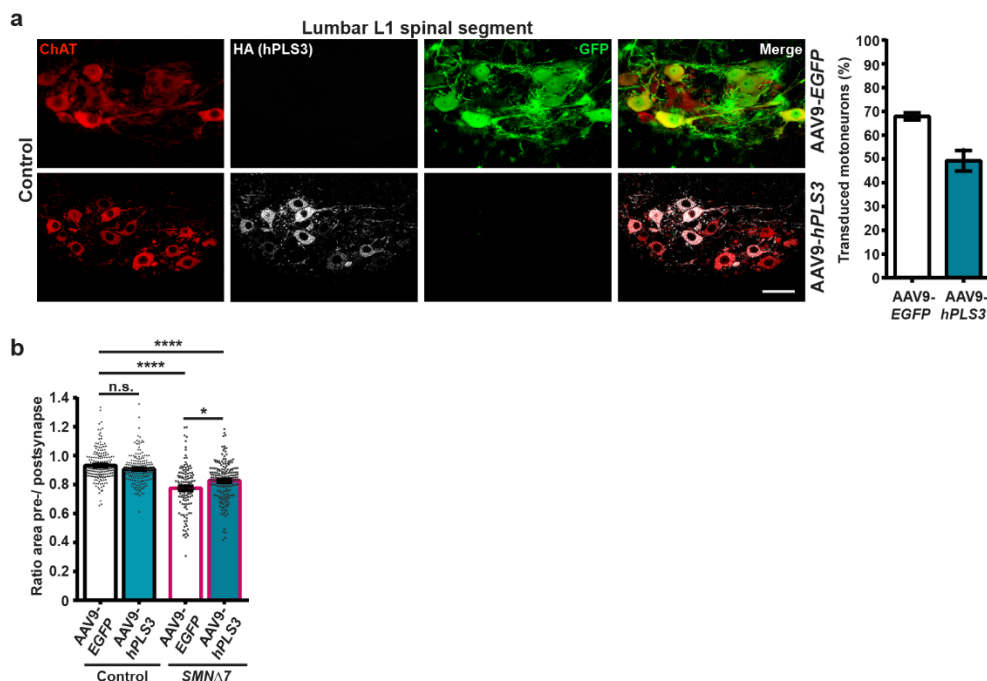 a
Lumbar L1 spinal segment
ChAT
HA (hPLS3)
GFP
Merge
Control
AAV9-EGFP
AAV9-hPLS3
Transduced motoneurons (%)
100
90
80
70
60
50
40
30
20
10
0
AAV9-
EGFP
AAV9-
hPLS3
b
****
****
n.s.
*
Ratio area pre-/ postsynapse
1.4
1.2
1.0
0.8
0.6
0.4
0.2
0
AAV9-
EGFP
AAV9-
hPLS3
AAV9-
EGFP
AAV9-
hPLS3
Control
SMNΔ7